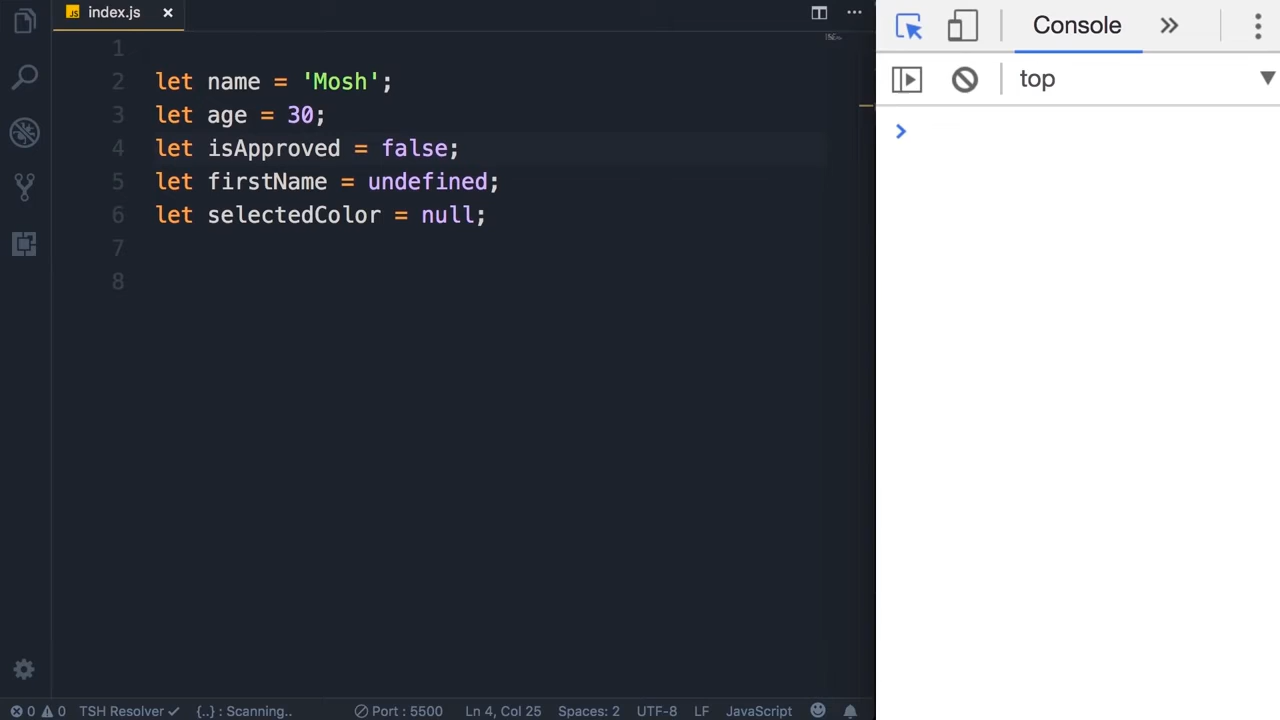 index.js
Console
top
1
2 let name = 'Mosh';
3 let age = 30;
4 let isApproved = false;
5 let firstName = undefined;
6 let selectedColor = null;
7
8
0 0 TSH Resolver ✓ {..} : Scanning.. Port : 5500 Ln 4, Col 25 Spaces: 2 UTF-8 LF JavaScript